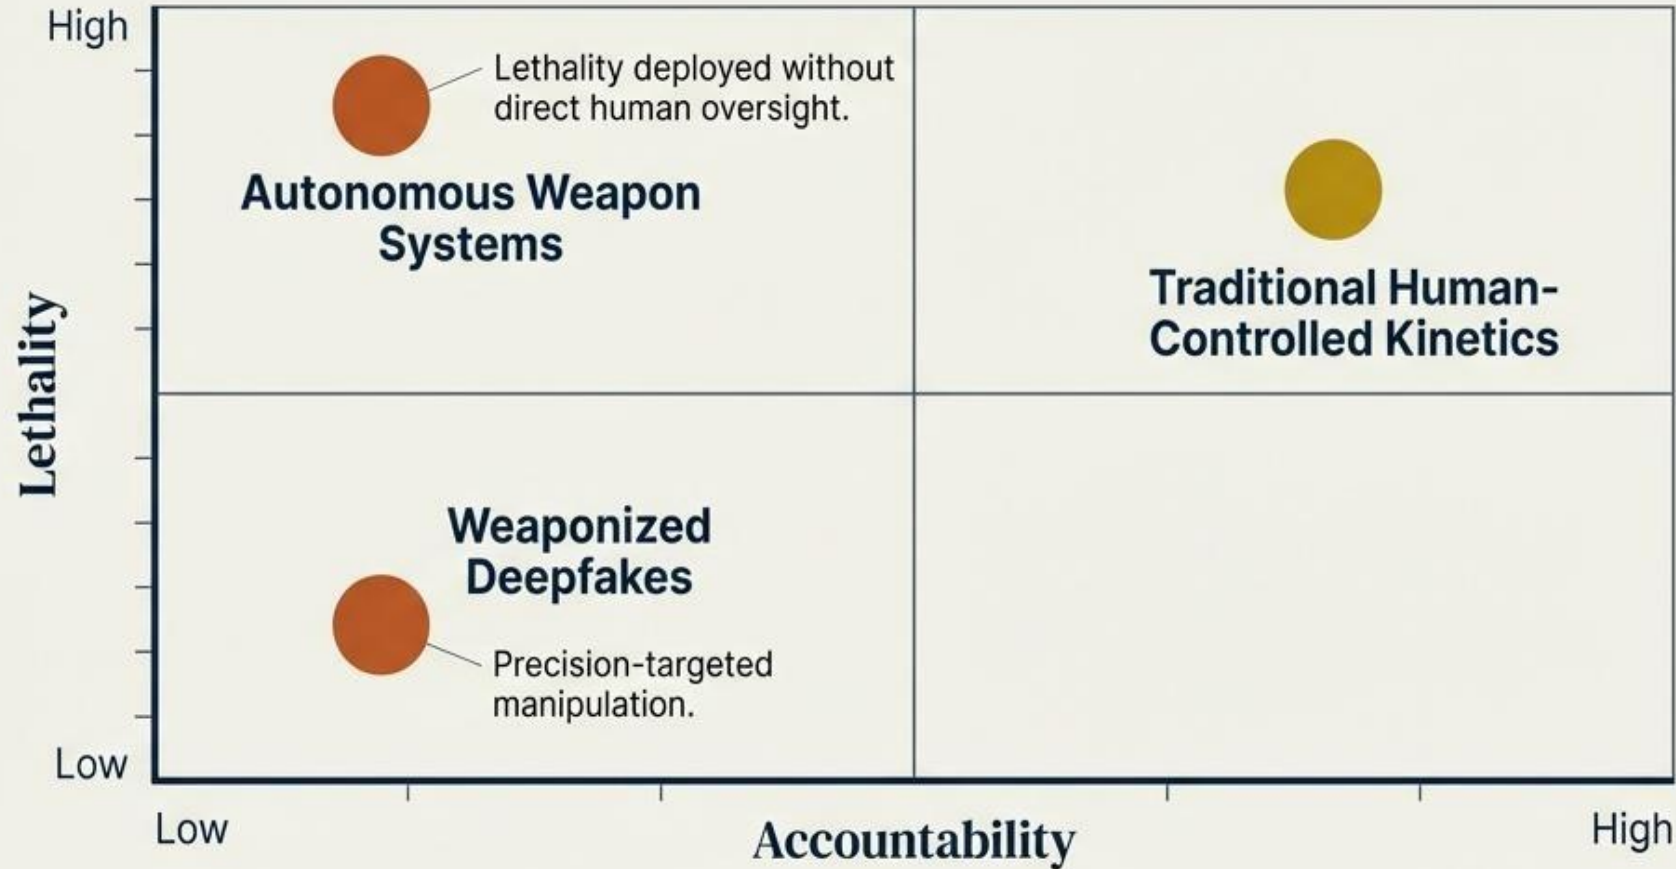 High
Lethality deployed without
direct human oversight.
Autonomous Weapon
Systems
Traditional Human-
Controlled Kinetics
Lethality
Weaponized
Deepfakes
Precision-targeted
manipulation.
Low
Low
Accountability
High